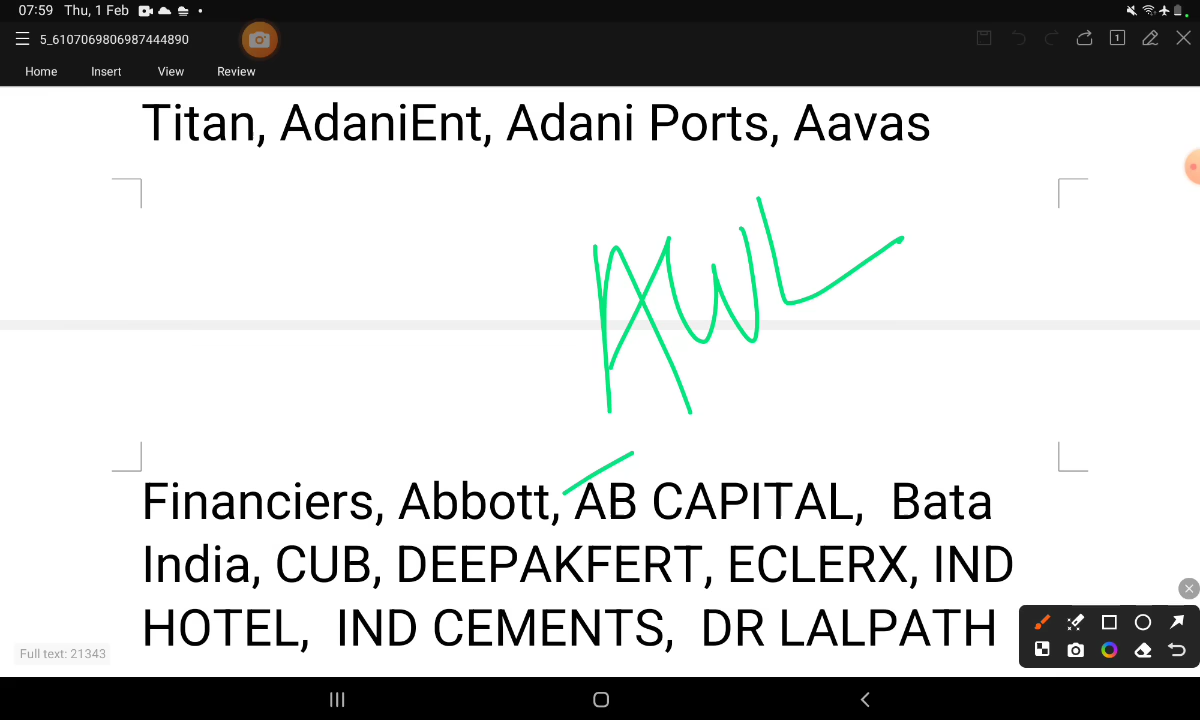 07:59 Thu, 1 Feb
5_6107069806987444890
1
Home Insert View Review
Titan, AdaniEnt, Adani Ports, Aavas
AWL
Financiers, Abbott, AB CAPITAL, Bata
India, CUB, DEEPAKFERT, ECLERX, IND
HOTEL, IND CEMENTS, DR LALPATH
Full text: 21343